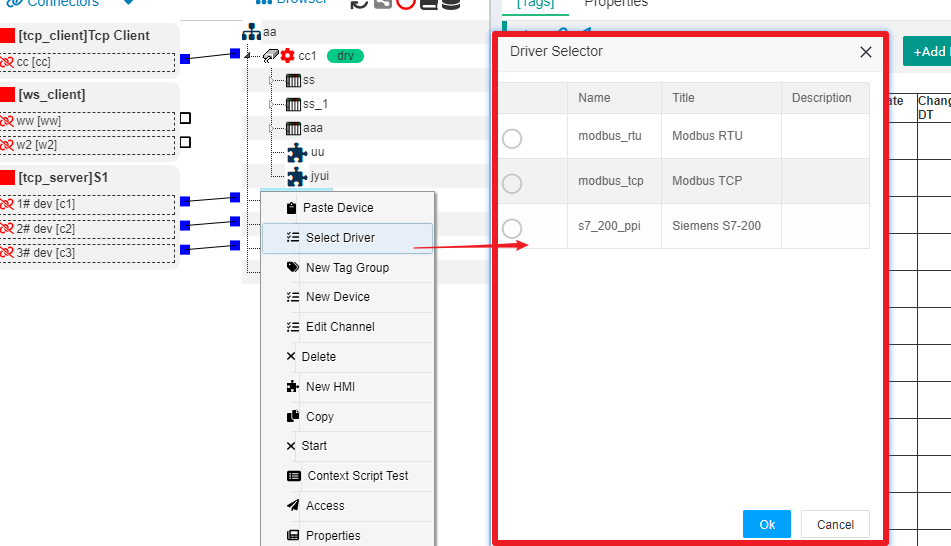 Connectors
[tcp_client]Tcp Client
cc [cc]
[ws_client]
ww [ww]
w2 [w2]
[tcp_server]S1
1# dev [c1]
2# dev [c2]
3# dev [c3]
Browser
aa
cc1 drv
ss
ss_1
aaa
uu
jyui
Paste Device
Select Driver
New Tag Group
New Device
Edit Channel
Delete
New HMI
Copy
Start
Context Script Test
Access
Properties
[Tags] Properties
Driver Selector
Name Title Description
modbus_rtu Modbus RTU
modbus_tcp Modbus TCP
s7_200_ppi Siemens S7-200
Ok Cancel
+Add
ate Chang
DT